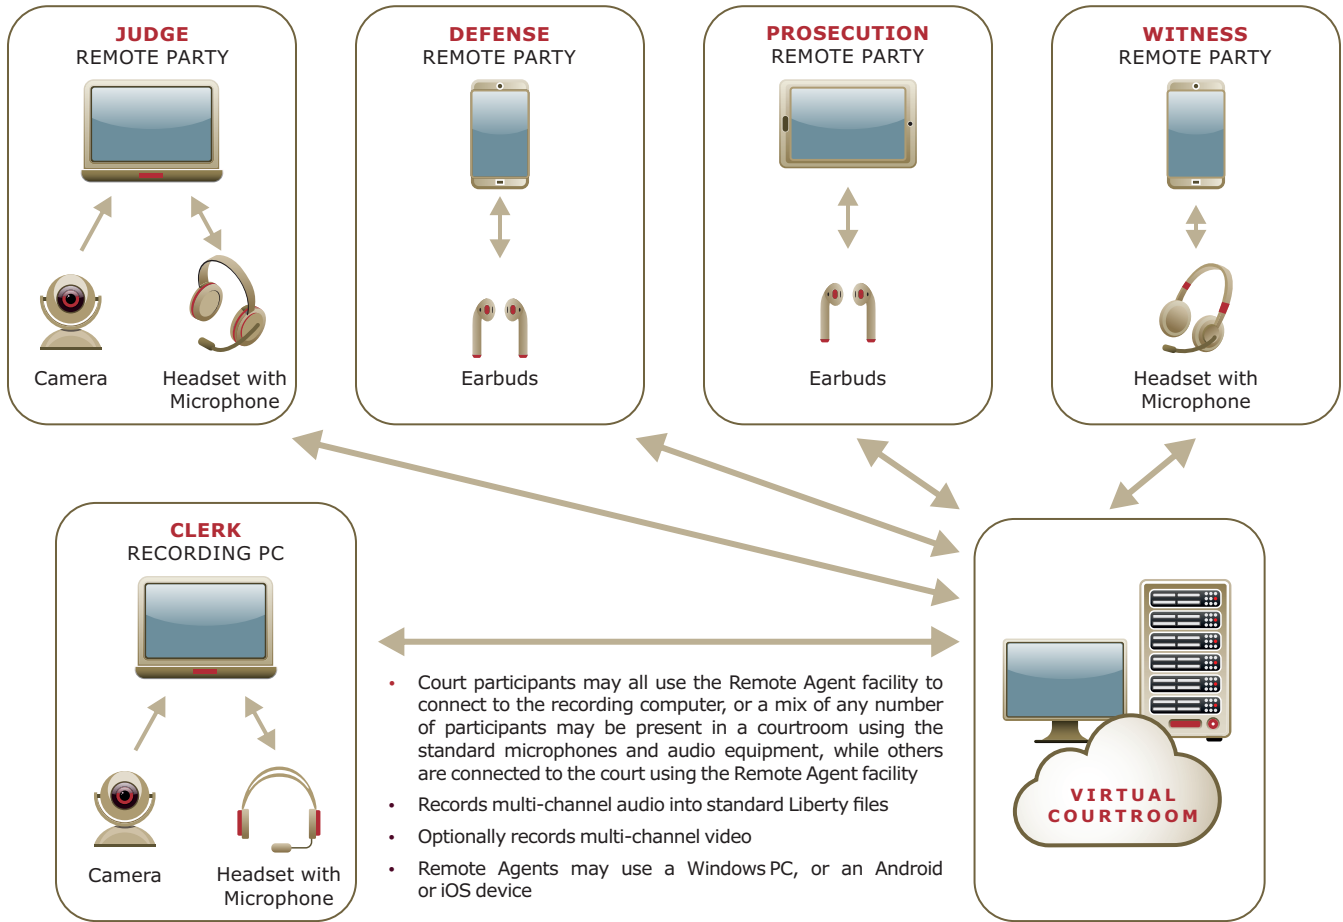 JUDGE
REMOTE PARTY
Camera
Headset with
Microphone
DEFENSE
REMOTE PARTY
Earbuds
PROSECUTION
REMOTE PARTY
Earbuds
WITNESS
REMOTE PARTY
Headset with
Microphone
CLERK
RECORDING PC
Camera
Headset with
Microphone
• Court participants may all use the Remote Agent facility to
connect to the recording computer, or a mix of any number
of participants may be present in a courtroom using the
standard microphones and audio equipment, while others
are connected to the court using the Remote Agent facility
• Records multi-channel audio into standard Liberty files
• Optionally records multi-channel video
• Remote Agents may use a Windows PC, or an Android
or iOS device
VIRTUAL
COURTROOM